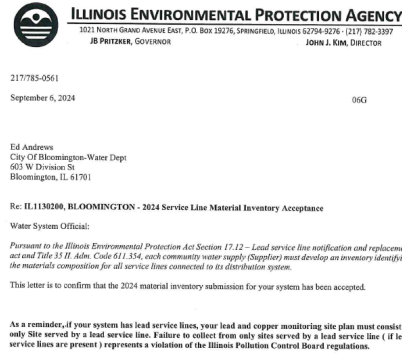 ILLINOIS ENVIRONMENTAL PROTECTION AGENCY
1021 NORTH GRAND AVENUE EAST, P.O. BOX 19276, SPRINGFIELD, ILLINOIS 62794-9276 · (217) 782-3397
JB PRITZKER, GOVERNOR JOHN J. KIM, DIRECTOR
217/785-0561
September 6, 2024 06G
Ed Andrews
City Of Bloomington-Water Dept
603 W Division St
Bloomington, IL 61701
Re: IL1130200, BLOOMINGTON - 2024 Service Line Material Inventory Acceptance
Water System Official:
Pursuant to the Illinois Environmental Protection Act Section 17.12 – Lead service line notification and replaceme
act and Title 35 Il. Adm. Code 611.354, each community water supply (Supplier) must develop an inventory identifyi
the materials composition for all service lines connected to its distribution system.
This letter is to confirm that the 2024 material inventory submission for your system has been accepted.
As a reminder, if your system has lead service lines, your lead and copper monitoring site plan must consist
only Sites served by a lead service line. Failure to collect from only sites served by a lead service line ( if le
service lines are present ) represents a violation of the Illinois Pollution Control Board regulations.